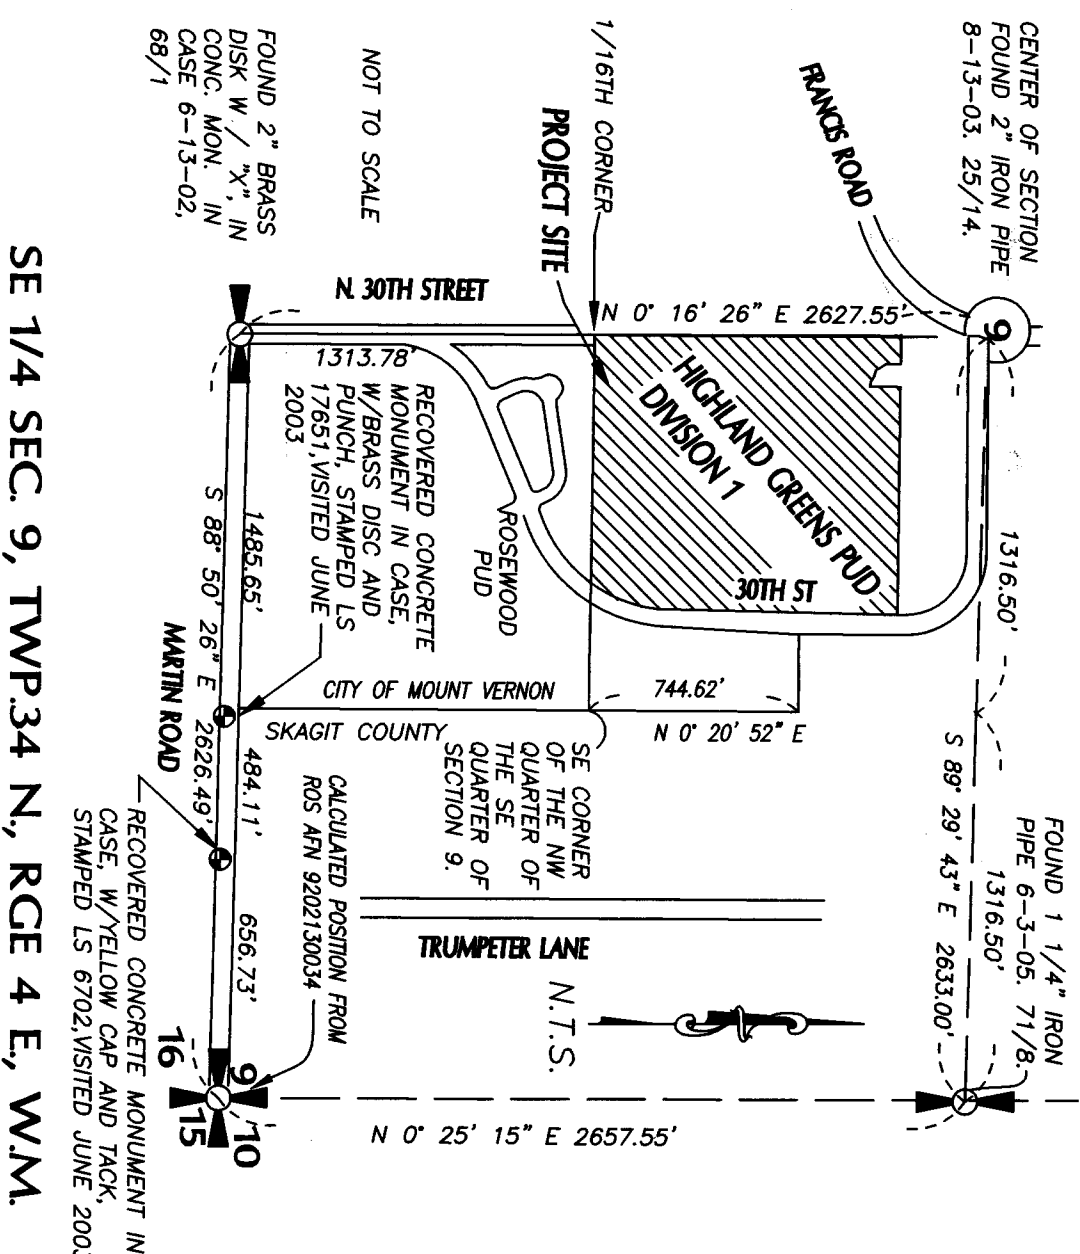 CENTER OF SECTION
FOUND 2" IRON PIPE
8-13-03. 25/14.
FRANCIS ROAD
1/16TH CORNER
PROJECT SITE
NOT TO SCALE
FOUND 2" BRASS
DISK W / "X", IN
CONC. MON. IN
CASE 6-13-02,
68/1
9
N. 30TH STREET
N 0° 16' 26" E 2627.55'
1313.78'
HIGHLAND GREENS PUD
DIVISION 1
30TH ST
ROSEWOOD
PUD
RECOVERED CONCRETE
MONUMENT IN CASE,
W/BRASS DISC AND
PUNCH, STAMPED LS
17651,VISITED JUNE
2003.
1316.50'
S 89° 29' 43" E 2633.00'
1316.50'
FOUND 1 1/4" IRON
PIPE 6-3-05. 71/8.
CITY OF MOUNT VERNON
SKAGIT COUNTY
744.62'
N 0° 20' 52" E
SE CORNER
OF THE NW
QUARTER OF
THE SE
QUARTER OF
SECTION 9.
1485.65'
484.11'
656.73'
S 88° 50' 26" E 2626.49'
MARTIN ROAD
TRUMPETER LANE
N.T.S.
CALCULATED POSITION FROM
ROS AFN 9202130034
N 0° 25' 15" E 2657.55'
9
10
16
15
RECOVERED CONCRETE MONUMENT IN
CASE, W/YELLOW CAP AND TACK,
STAMPED LS 6702,VISITED JUNE 2003
SE 1/4 SEC. 9, TWP.34 N., RGE 4 E., W.M.